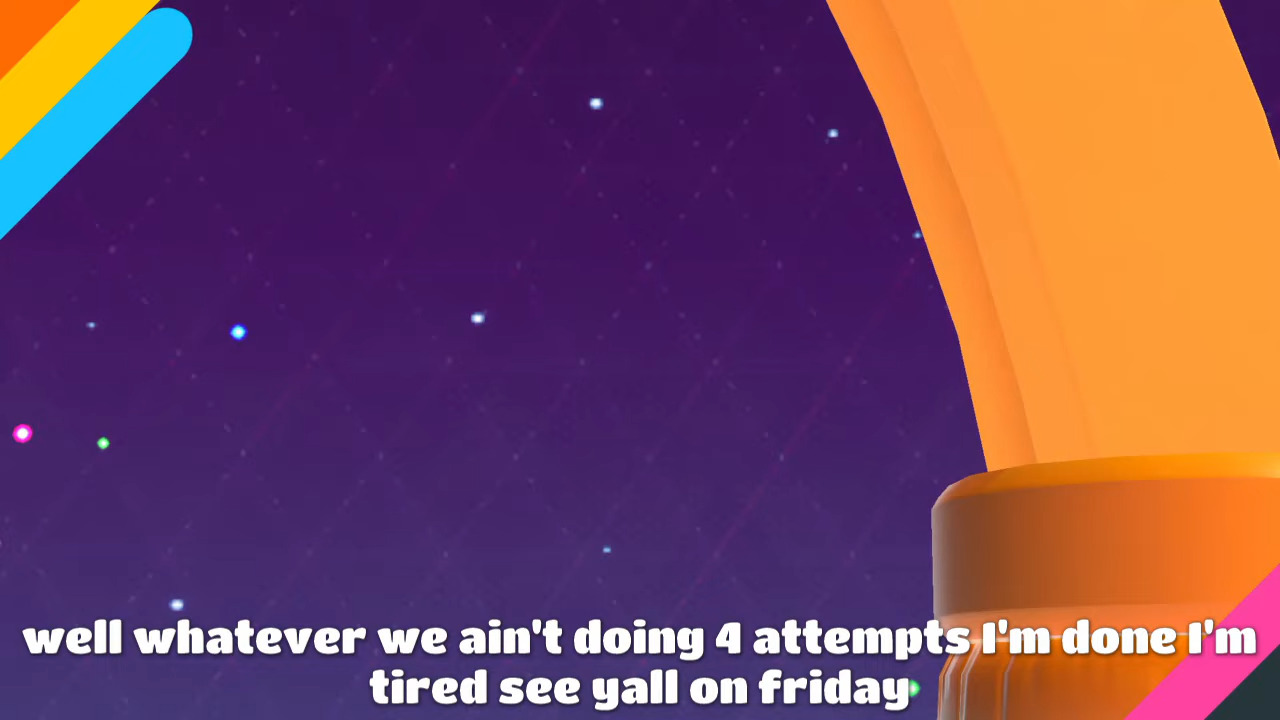 well whatever we ain't doing 4 attempts I'm done I'm
tired see yall on friday